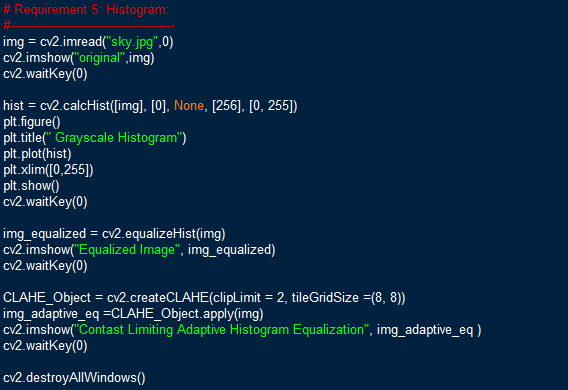 # Requirement 5: Histogram:
#-----------------------------------------
img = cv2.imread("sky.jpg",0)
cv2.imshow("original",img)
cv2.waitKey(0)
hist = cv2.calcHist([img], [0], None, [256], [0, 255])
plt.figure()
plt.title(" Grayscale Histogram")
plt.plot(hist)
plt.xlim([0,255])
plt.show()
cv2.waitKey(0)
img_equalized = cv2.equalizeHist(img)
cv2.imshow("Equalized Image", img_equalized)
cv2.waitKey(0)
CLAHE_Object = cv2.createCLAHE(clipLimit = 2, tileGridSize =(8, 8))
img_adaptive_eq =CLAHE_Object.apply(img)
cv2.imshow("Contast Limiting Adaptive Histogram Equalization", img_adaptive_eq )
cv2.waitKey(0)
cv2.destroyAllWindows()